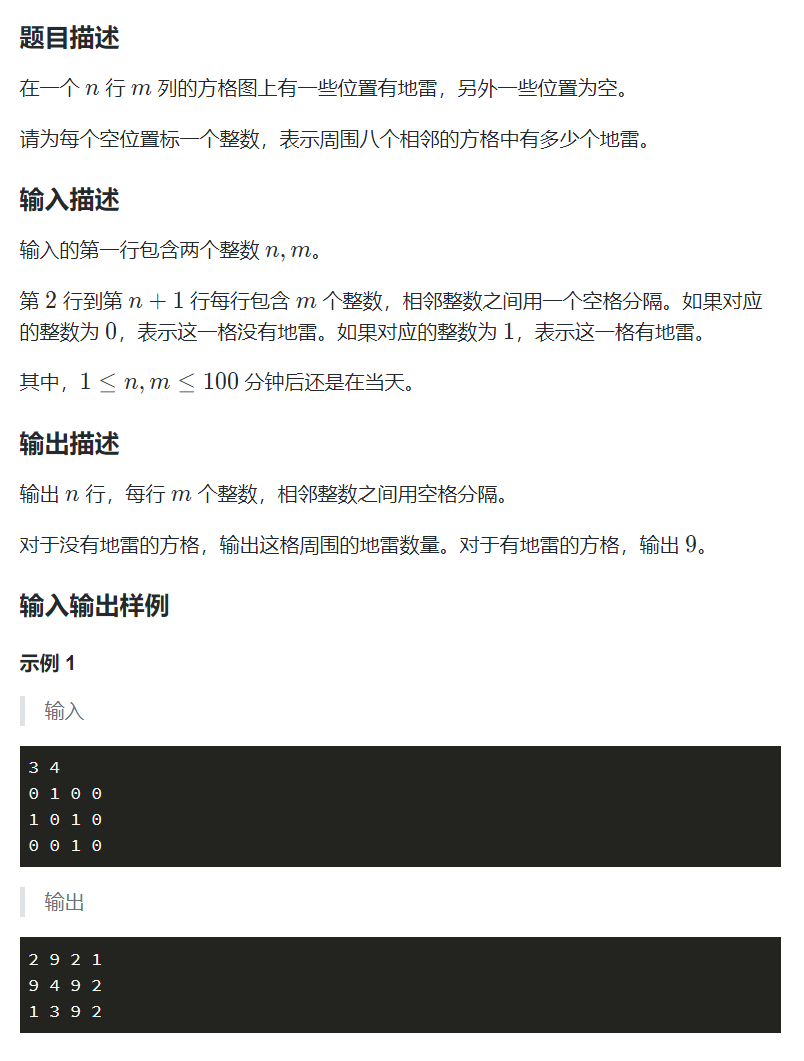 题目描述
在一个 n 行 m 列的方格图上有一些位置有地雷，另外一些位置为空。
请为每个空位置标一个整数，表示周围八个相邻的方格中有多少个地雷。
输入描述
输入的第一行包含两个整数 n, m。
第 2 行到第 n + 1 行每行包含 m 个整数，相邻整数之间用一个空格分隔。如果对应
的整数为 0，表示这一格没有地雷。如果对应的整数为 1，表示这一格有地雷。
其中，1 ≤ n, m ≤ 100 分钟后还是在当天。
输出描述
输出 n 行，每行 m 个整数，相邻整数之间用空格分隔。
对于没有地雷的方格，输出这格周围的地雷数量。对于有地雷的方格，输出 9。
输入输出样例
示例 1
输入
3 4
0 1 0 0
1 0 1 0
0 0 1 0
输出
2 9 2 1
9 4 9 2
1 3 9 2